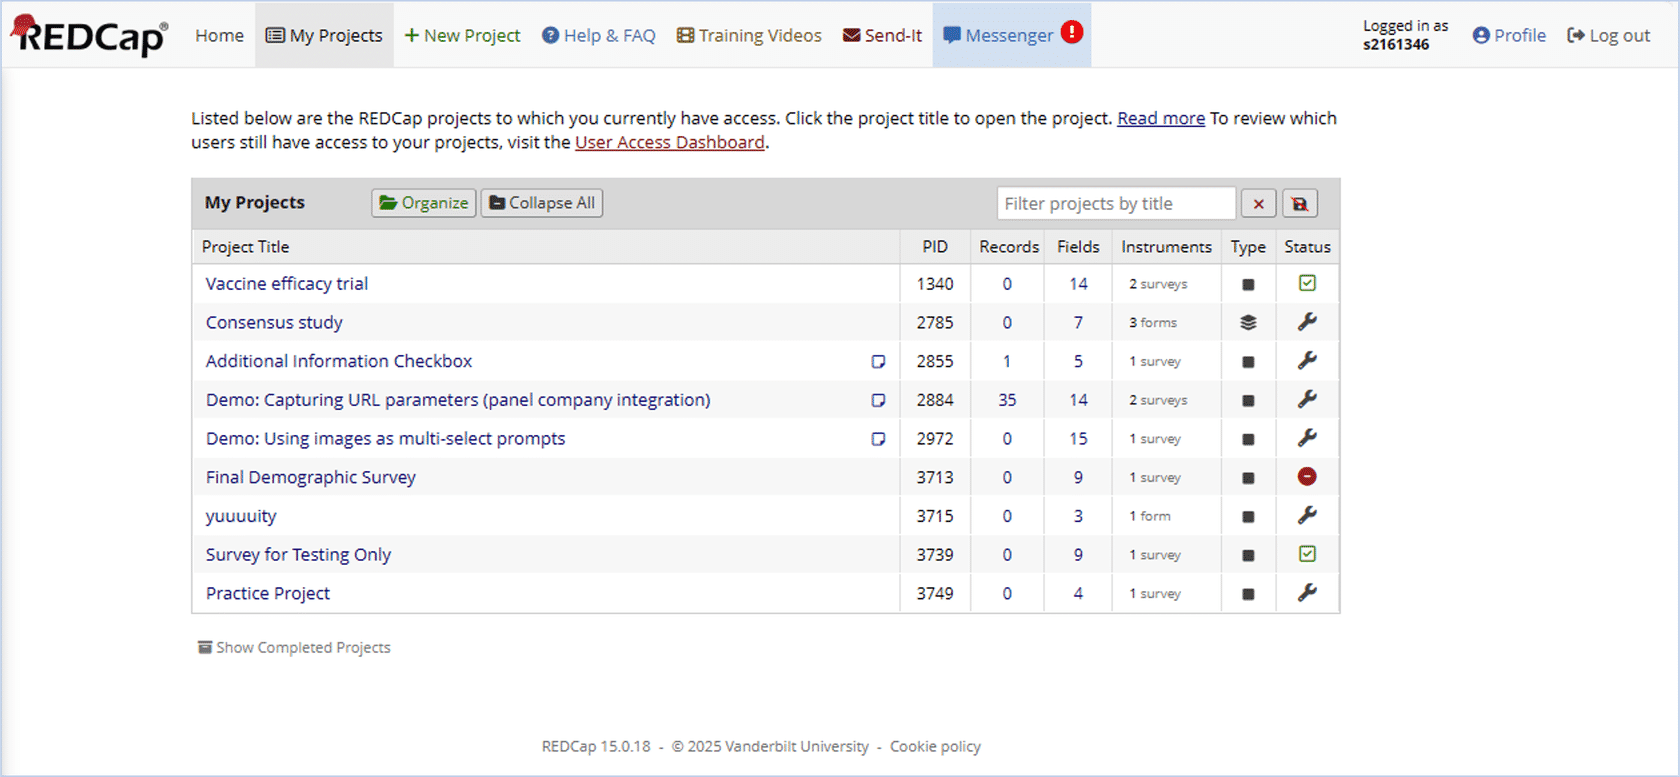 REDCap®
Home My Projects New Project Help & FAQ Training Videos Send-It Messenger ! Logged in as s2161346 Profile Log out
Listed below are the REDCap projects to which you currently have access. Click the project title to open the project. Read more To review which
users still have access to your projects, visit the User Access Dashboard.
My Projects Organize Collapse All Filter projects by title
Project Title PID Records Fields Instruments Type Status
Vaccine efficacy trial 1340 0 14 2 surveys
Consensus study 2785 0 7 3 forms
Additional Information Checkbox 2855 1 5 1 survey
Demo: Capturing URL parameters (panel company integration) 2884 35 14 2 surveys
Demo: Using images as multi-select prompts 2972 0 15 1 survey
Final Demographic Survey 3713 0 9 1 survey
yuuuuity 3715 0 3 1 form
Survey for Testing Only 3739 0 9 1 survey
Practice Project 3749 0 4 1 survey
Show Completed Projects
REDCap 15.0.18 - © 2025 Vanderbilt University - Cookie policy